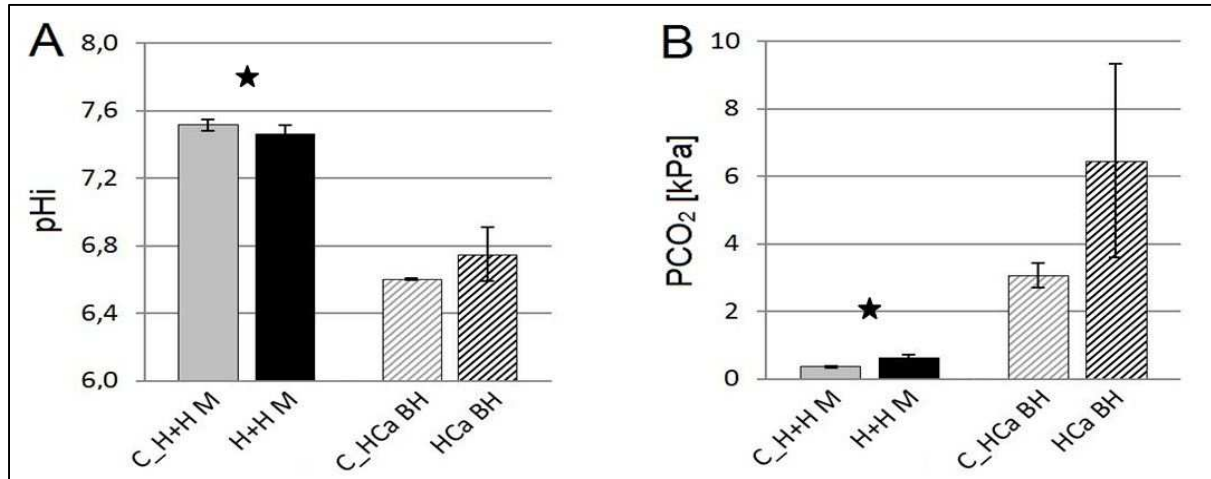 A
8,0
7,6
7,2
6,8
6,4
6,0
pHi
C_H+H M
H+H M
C_HCa BH
HCa BH
B
10
8
6
4
2
0
PCO₂ [kPa]
C_H+H M
H+H M
C_HCa BH
HCa BH